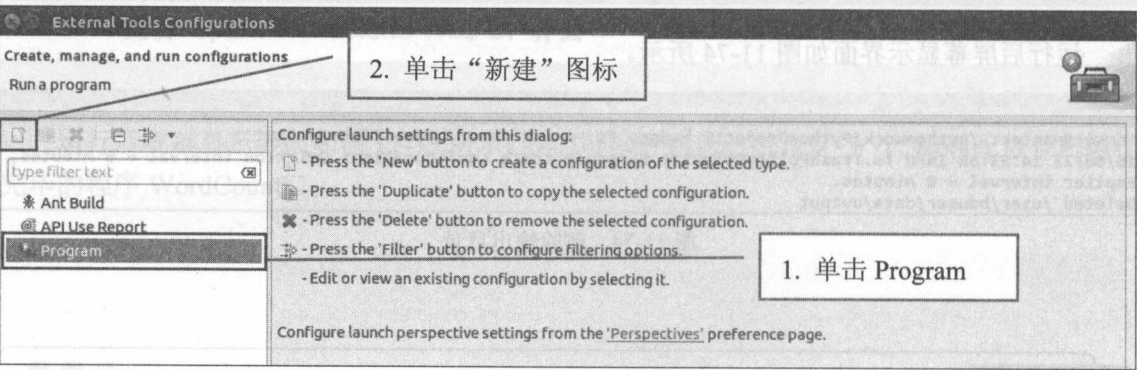 External Tools Configurations
Create, manage, and run configurations
Run a program
2. 单击“新建”图标
type filter text
Ant Build
API Use Report
Program
Configure launch settings from this dialog:
- Press the 'New' button to create a configuration of the selected type.
- Press the 'Duplicate' button to copy the selected configuration.
- Press the 'Delete' button to remove the selected configuration.
- Press the 'Filter' button to configure filtering options.
- Edit or view an existing configuration by selecting it.
1. 单击 Program
Configure launch perspective settings from the 'Perspectives' preference page.